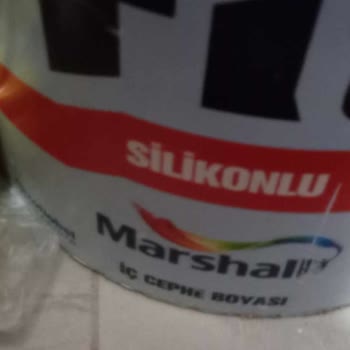 SİLİKONLU
Marshall
İÇ CEPHE BOYASI